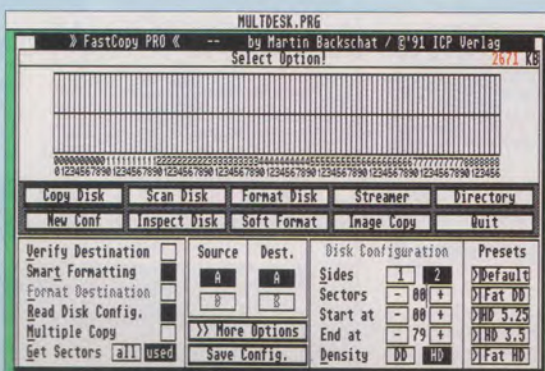 MULTDESK.PRG
》 FastCopy PRO 《 -- by Martin Backschat / ©'91 ICP Verlag
Select Option! 2671 KB
000000000011111111112222222222333333333344444444445555555555666666666677777777778888888
012345678901234567890123456789012345678901234567890123456789012345678901234567890123456
Copy Disk Scan Disk Format Disk Streamer Directory
New Conf Inspect Disk Soft Format Image Copy Quit
Verify Destination Source Dest. Disk Configuration Presets
Smart Formatting A A Sides 1 2 Default
Format Destination B B Sectors - 00 + Fat DD
Read Disk Config. Start at - 00 + HD 5.25
Multiple Copy 》 More Options End at - 79 + HD 3.5
Get Sectors all used Save Config. Density DD HD Fat HD